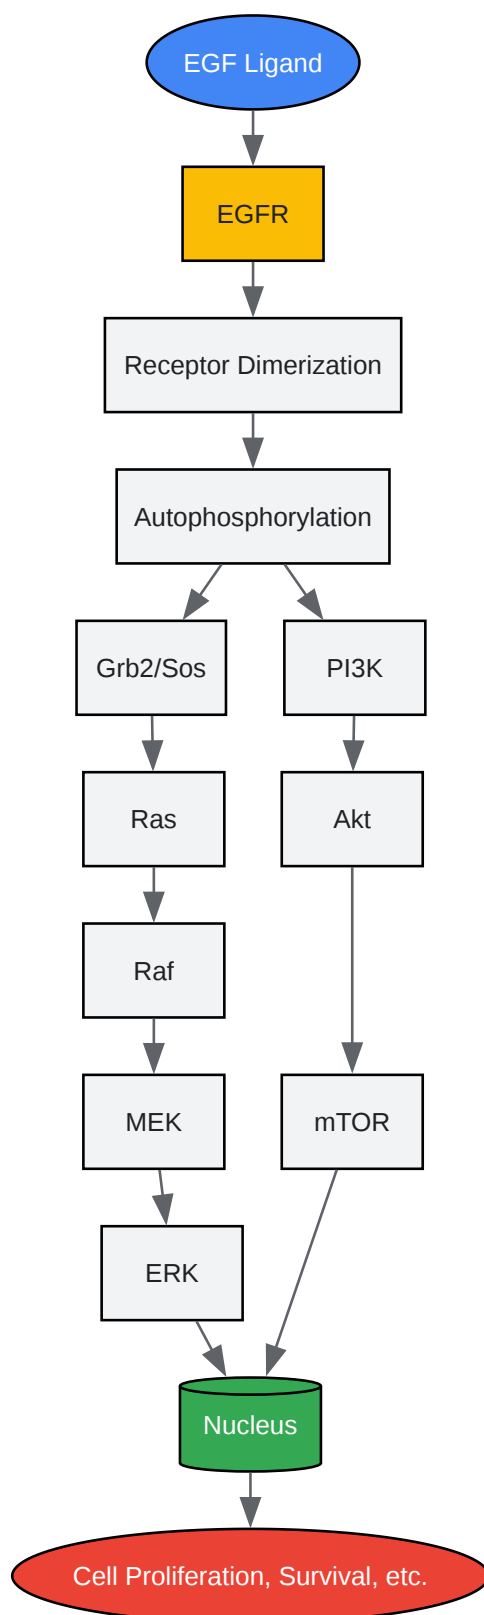 EGF Ligand
EGFR
Receptor Dimerization
Autophosphorylation
Grb2/Sos
PI3K
Ras
Akt
Raf
MEK
mTOR
ERK
Nucleus
Cell Proliferation, Survival, etc.